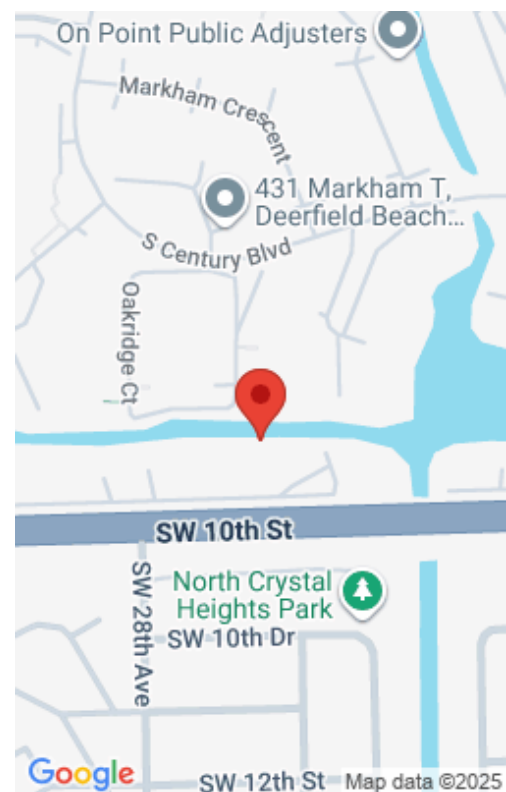 On Point Public Adjusters
Markham Crescent
431 Markham T,
Deerfield Beach...
S Century Blvd
Oakridge Ct
SW 10th St
SW 28th Ave
North Crystal
Heights Park
SW 10th Dr
SW 12th St
Google
Map data ©2025